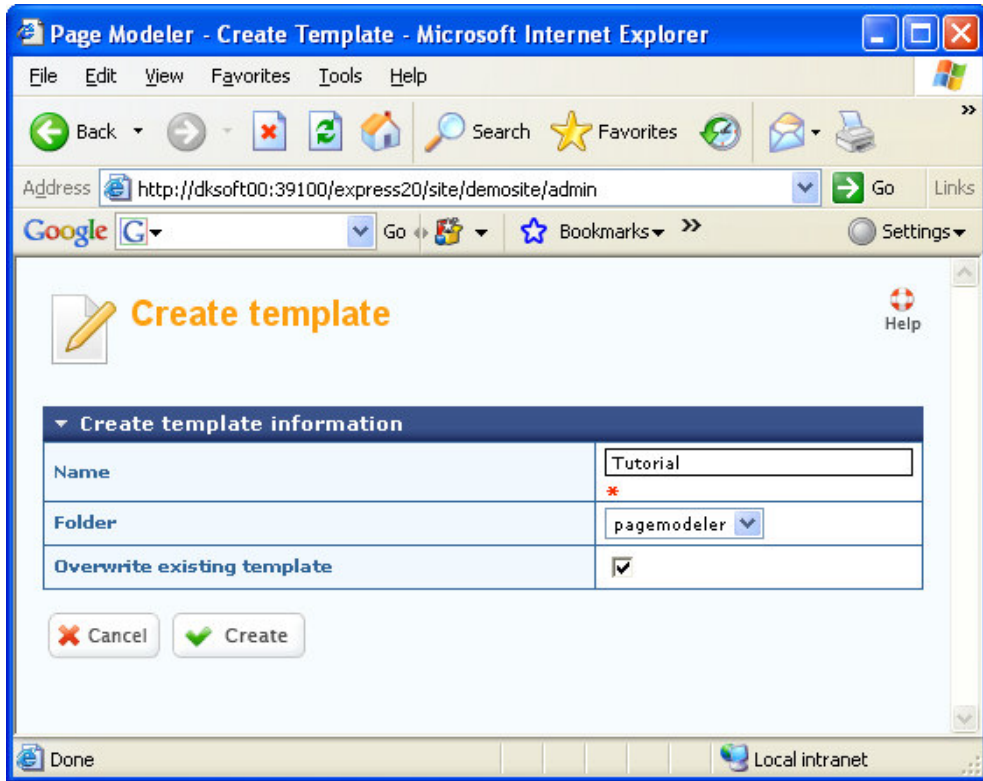 Page Modeler - Create Template - Microsoft Internet Explorer
File Edit View Favorites Tools Help
Back Search Favorites »
Address http://dksoft00:39100/express20/site/demosite/admin Go Links
Google G Go Bookmarks » Settings
Create template
Help
Create template information
Name Tutorial
*
Folder pagemodeler
Overwrite existing template
Cancel Create
Done Local intranet